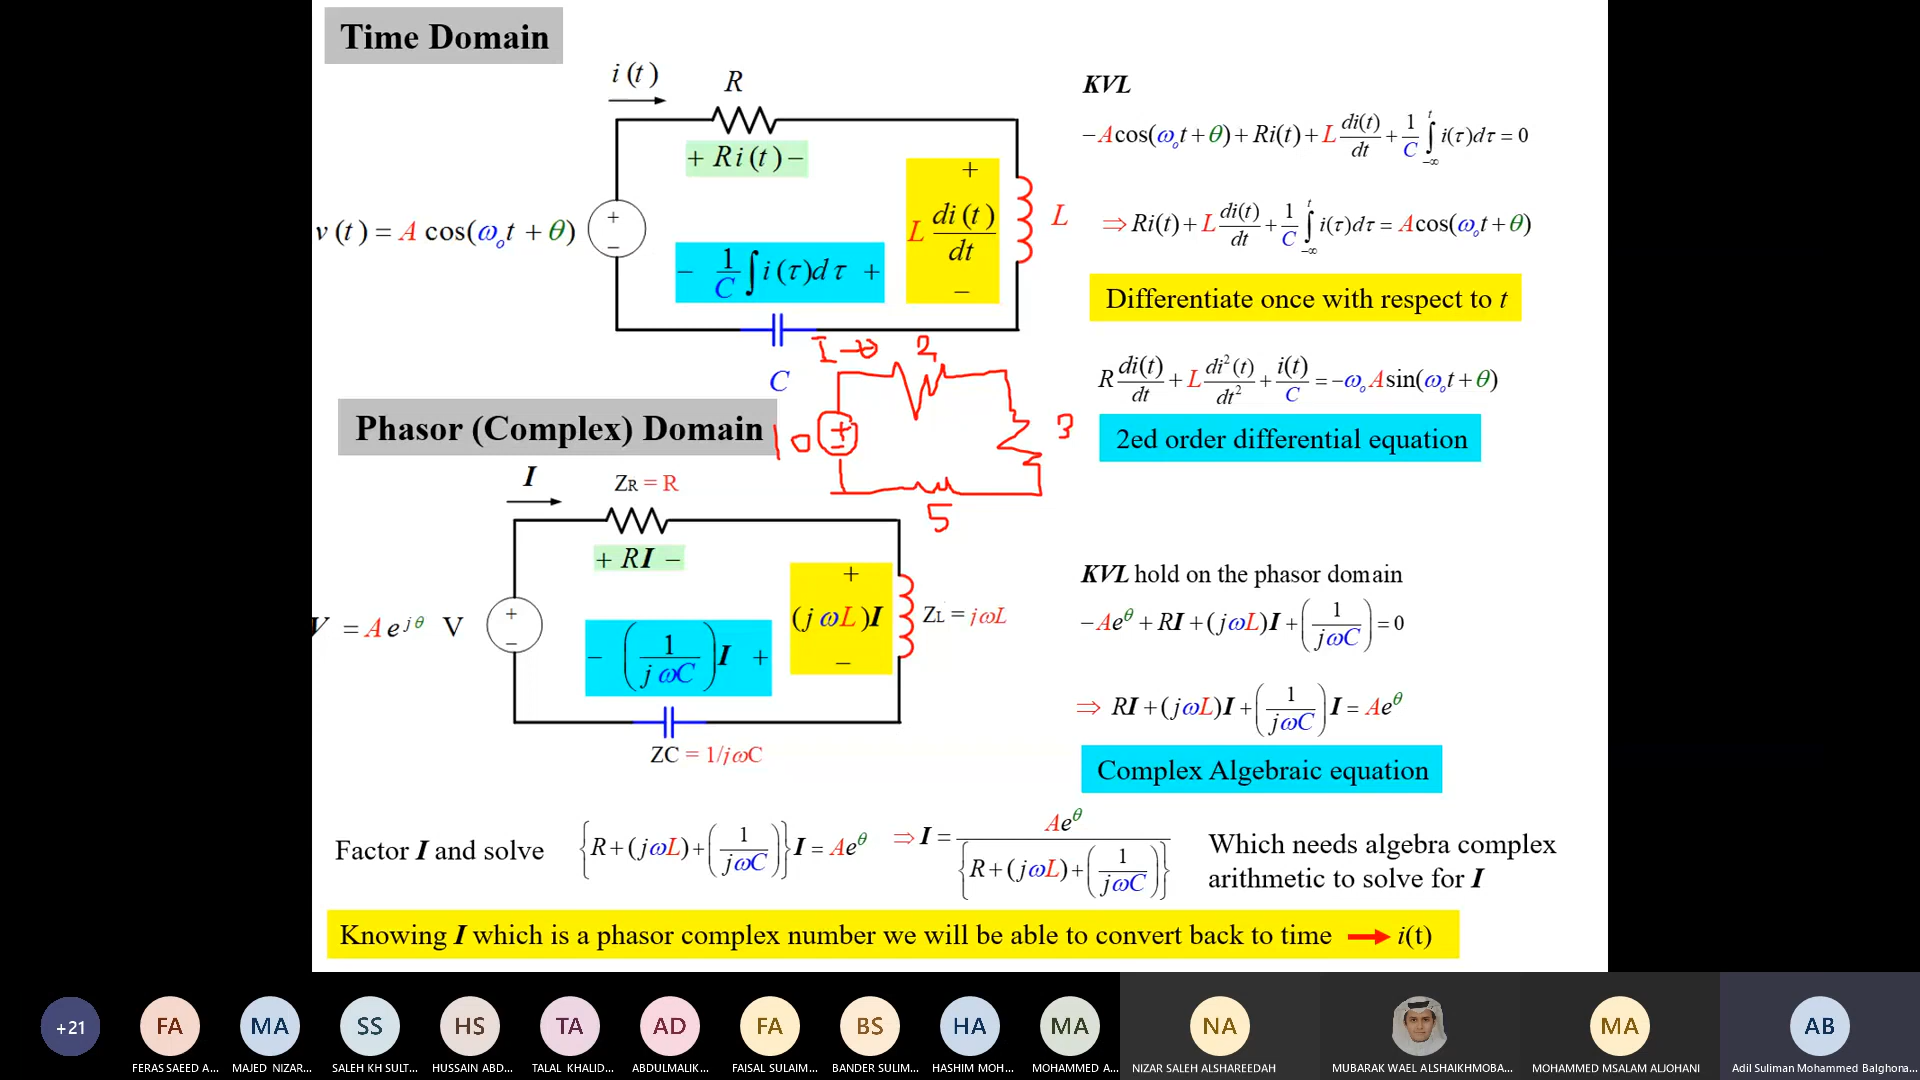 Time Domain
i (t)
R
+ Ri (t) −
v (t) = A cos(ωₒt + θ)
+
−
− 1/C ∫ i (τ)dτ +
+
L di (t)/dt
−
L
C
KVL
−Acos(ωₒt+θ)+Ri(t)+L di(t)/dt + 1/C ∫_{-∞}^{t} i(τ)dτ = 0
⇒ Ri(t)+L di(t)/dt + 1/C ∫_{-∞}^{t} i(τ)dτ = Acos(ωₒt+θ)
Differentiate once with respect to t
R di(t)/dt + L di²(t)/dt² + i(t)/C = −ωₒAsin(ωₒt+θ)
2ed order differential equation
I → 2
10
+
−
3
5
Phasor (Complex) Domain
I
ZR = R
+ RI −
V = A e^{jθ} V
+
−
− (1/jωC) I +
+
(jωL)I
−
ZL = jωL
ZC = 1/jωC
KVL hold on the phasor domain
−Ae^θ + RI + (jωL)I + (1/jωC) = 0
⇒ RI + (jωL)I + (1/jωC) I = Ae^θ
Complex Algebraic equation
Factor I and solve
{R + (jωL) + (1/jωC)} I = Ae^θ
⇒ I = Ae^θ / {R + (jωL) + (1/jωC)}
Which needs algebra complex
arithmetic to solve for I
Knowing I which is a phasor complex number we will be able to convert back to time → i(t)
+21
FA
MA
SS
HS
TA
AD
FA
BS
HA
MA
NA
MA
AB
FERAS SAEED A...
MAJED NIZAR...
SALEH KH SULT...
HUSSAIN ABD...
TALAL KHALID...
ABDULMALIK...
FAISAL SULAIM...
BANDER SULIM...
HASHIM MOH...
MOHAMMED A...
NIZAR SALEH ALSHAREEDAH
MUBARAK WAEL ALSHAIKHMOBA...
MOHAMMED MSALAM ALJOHANI
Adil Suliman Mohammed Balghona...